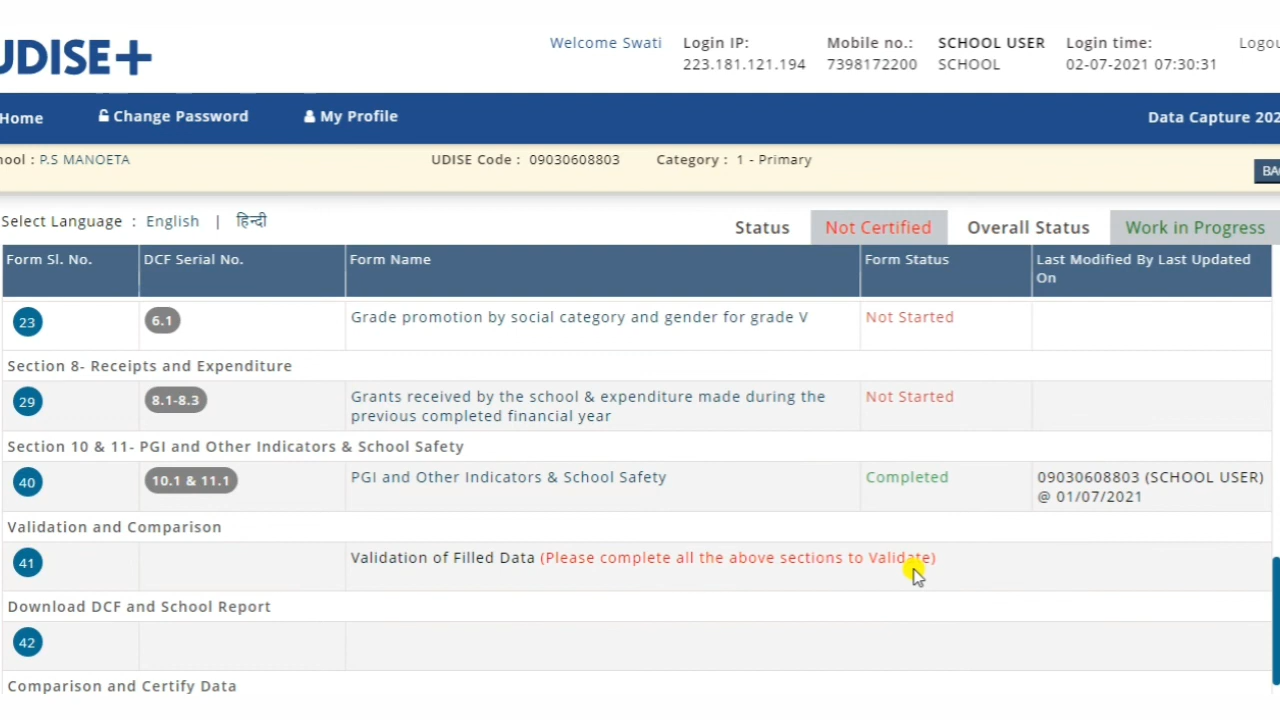 UDISE+
Welcome Swati
Login IP:
223.181.121.194
Mobile no.:
7398172200
SCHOOL USER
SCHOOL
Login time:
02-07-2021 07:30:31
Home
Change Password
My Profile
Data Capture
P.S MANOETA
UDISE Code : 09030608803
Category : 1 - Primary
Select Language : English | हिन्दी
Status
Not Certified
Overall Status
Work in Progress
Form Sl. No.
DCF Serial No.
Form Name
Form Status
Last Modified By Last Updated
On
23
6.1
Grade promotion by social category and gender for grade V
Not Started
Section 8- Receipts and Expenditure
29
8.1-8.3
Grants received by the school & expenditure made during the
previous completed financial year
Not Started
Section 10 & 11- PGI and Other Indicators & School Safety
40
10.1 & 11.1
PGI and Other Indicators & School Safety
Completed
09030608803 (SCHOOL USER)
@ 01/07/2021
Validation and Comparison
41
Validation of Filled Data (Please complete all the above sections to Validate)
Download DCF and School Report
42
Comparison and Certify Data